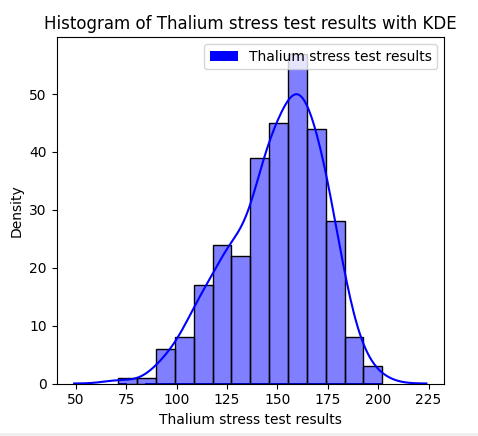 Histogram of Thalium stress test results with KDE
Thalium stress test results
50
40
30
20
10
0
Density
50 75 100 125 150 175 200 225
Thalium stress test results